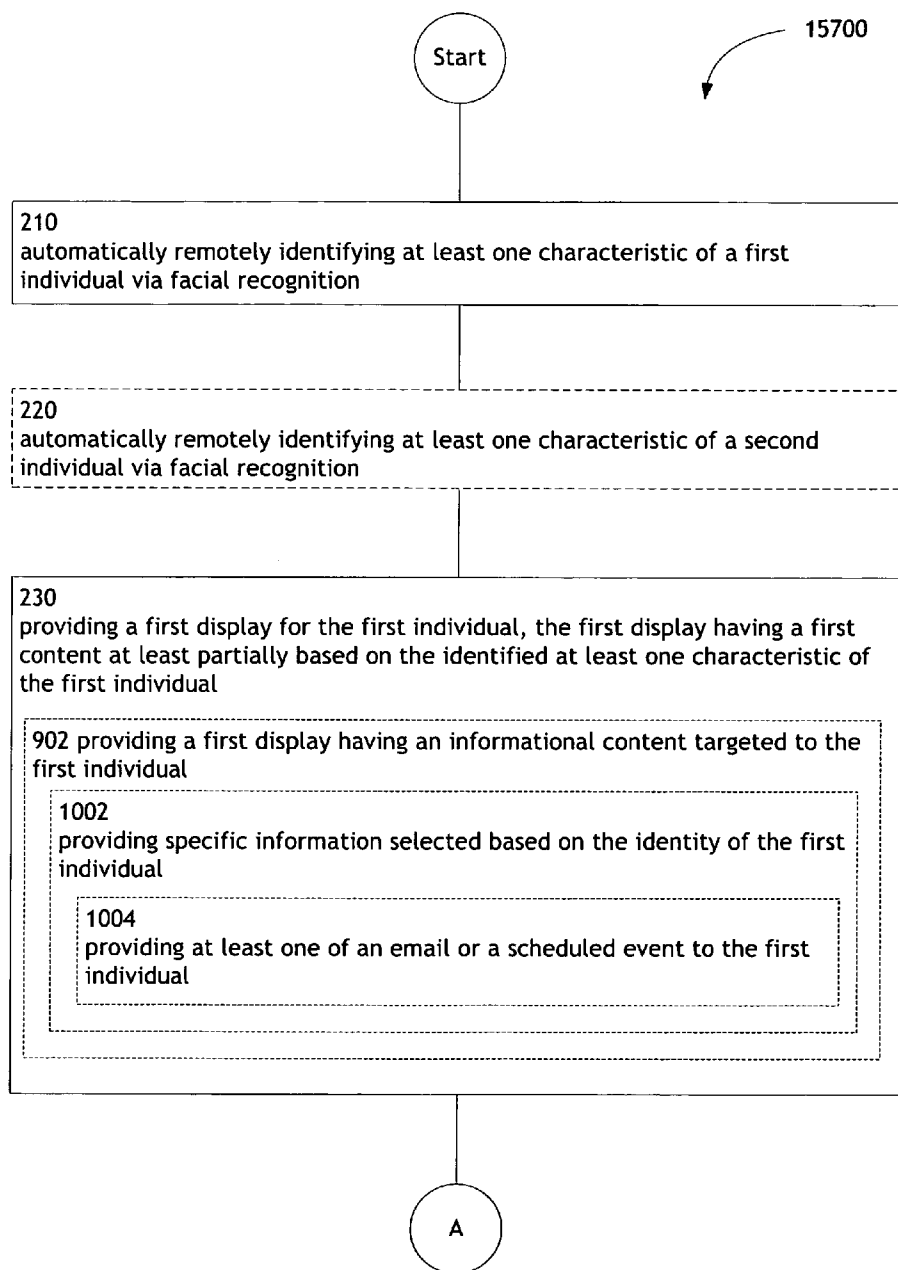 Start
15700
210
automatically remotely identifying at least one characteristic of a first
individual via facial recognition
220
automatically remotely identifying at least one characteristic of a second
individual via facial recognition
230
providing a first display for the first individual, the first display having a first
content at least partially based on the identified at least one characteristic of
the first individual
902 providing a first display having an informational content targeted to the
first individual
1002
providing specific information selected based on the identity of the first
individual
1004
providing at least one of an email or a scheduled event to the first
individual
A